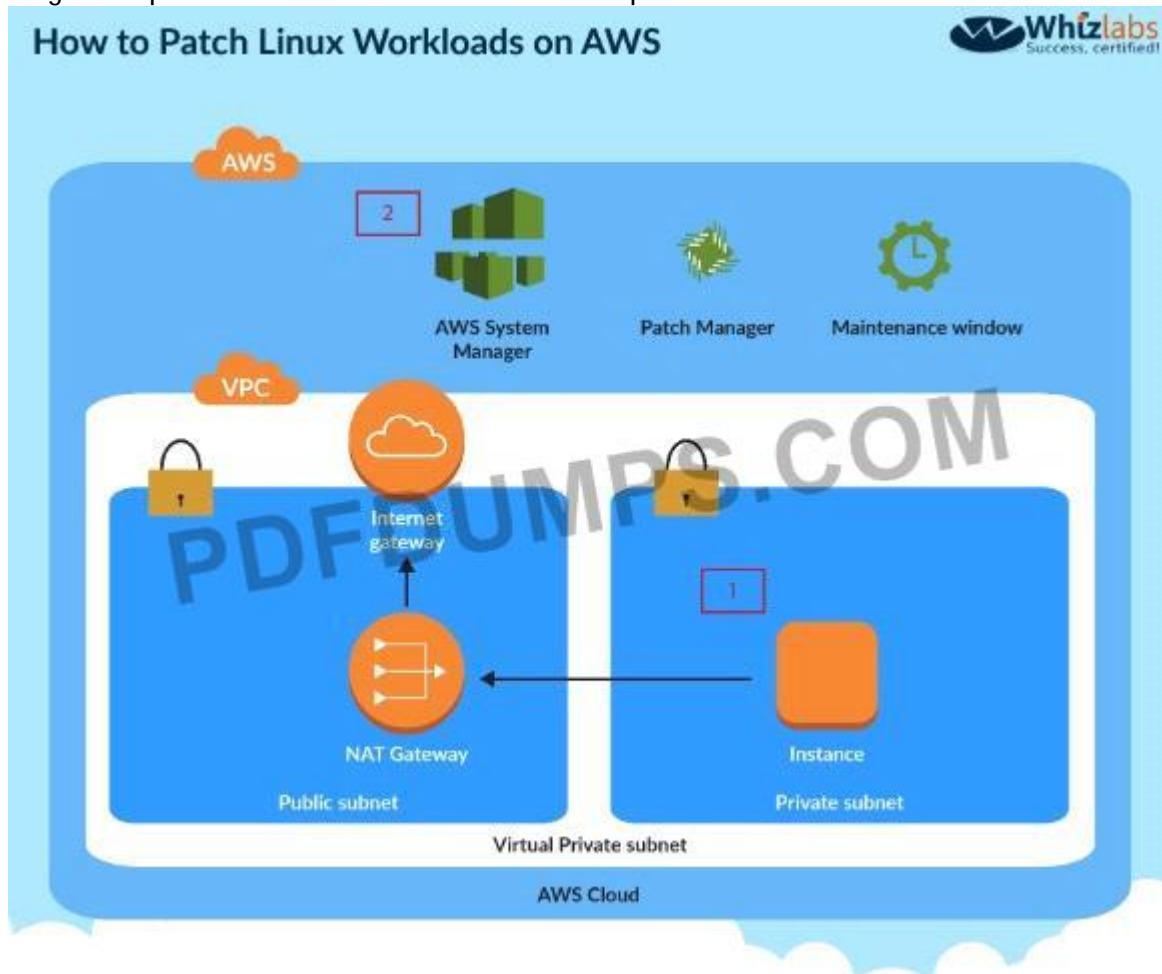 How to Patch Linux Workloads on AWS
Whizlabs
Success, certified!
AWS
2
AWS System
Manager
Patch Manager
Maintenance window
VPC
Internet
gateway
1
NAT Gateway
Instance
Public subnet
Private subnet
Virtual Private subnet
AWS Cloud
PDFDUMPS.COM